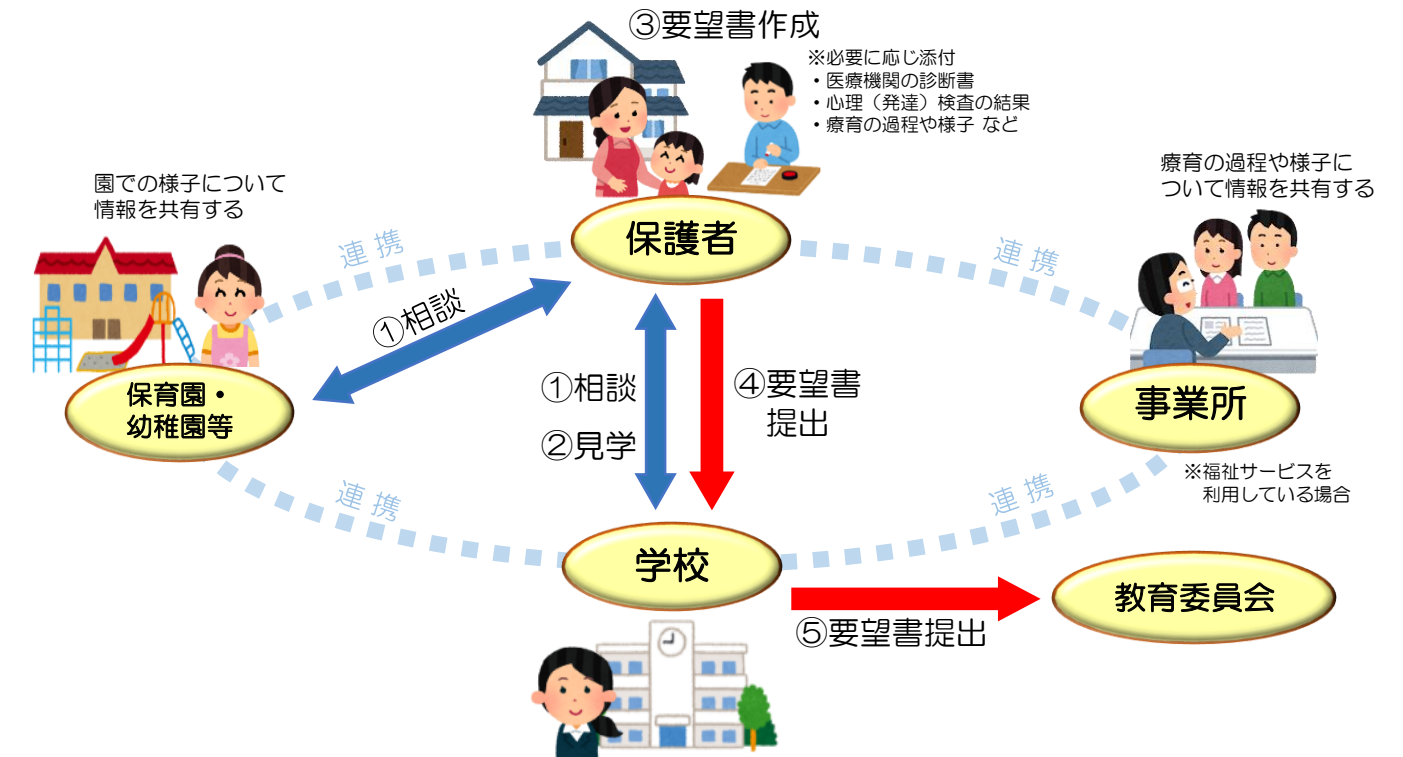 ③要望書作成
※必要に応じ添付
・医療機関の診断書
・心理（発達）検査の結果
・療育の過程や様子 など
園での様子について
情報を共有する
療育の過程や様子に
ついて情報を共有する
保護者
連携
連携
①相談
保育園・
幼稚園等
①相談
②見学
④要望書
提出
事業所
※福祉サービスを
利用している場合
連携
連携
学校
教育委員会
⑤要望書提出